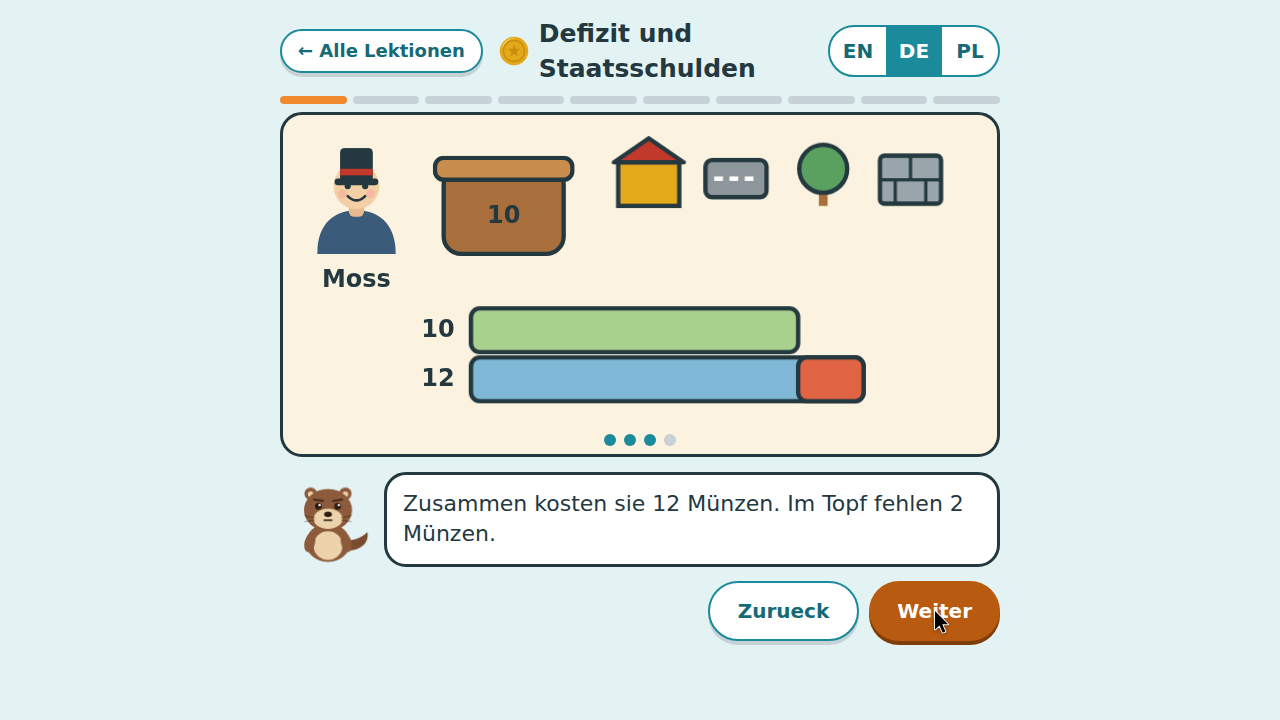 ← Alle Lektionen
Defizit und
Staatsschulden
EN DE PL
10
Moss
10
12
Zusammen kosten sie 12 Münzen. Im Topf fehlen 2
Münzen.
Zurueck
Weiter